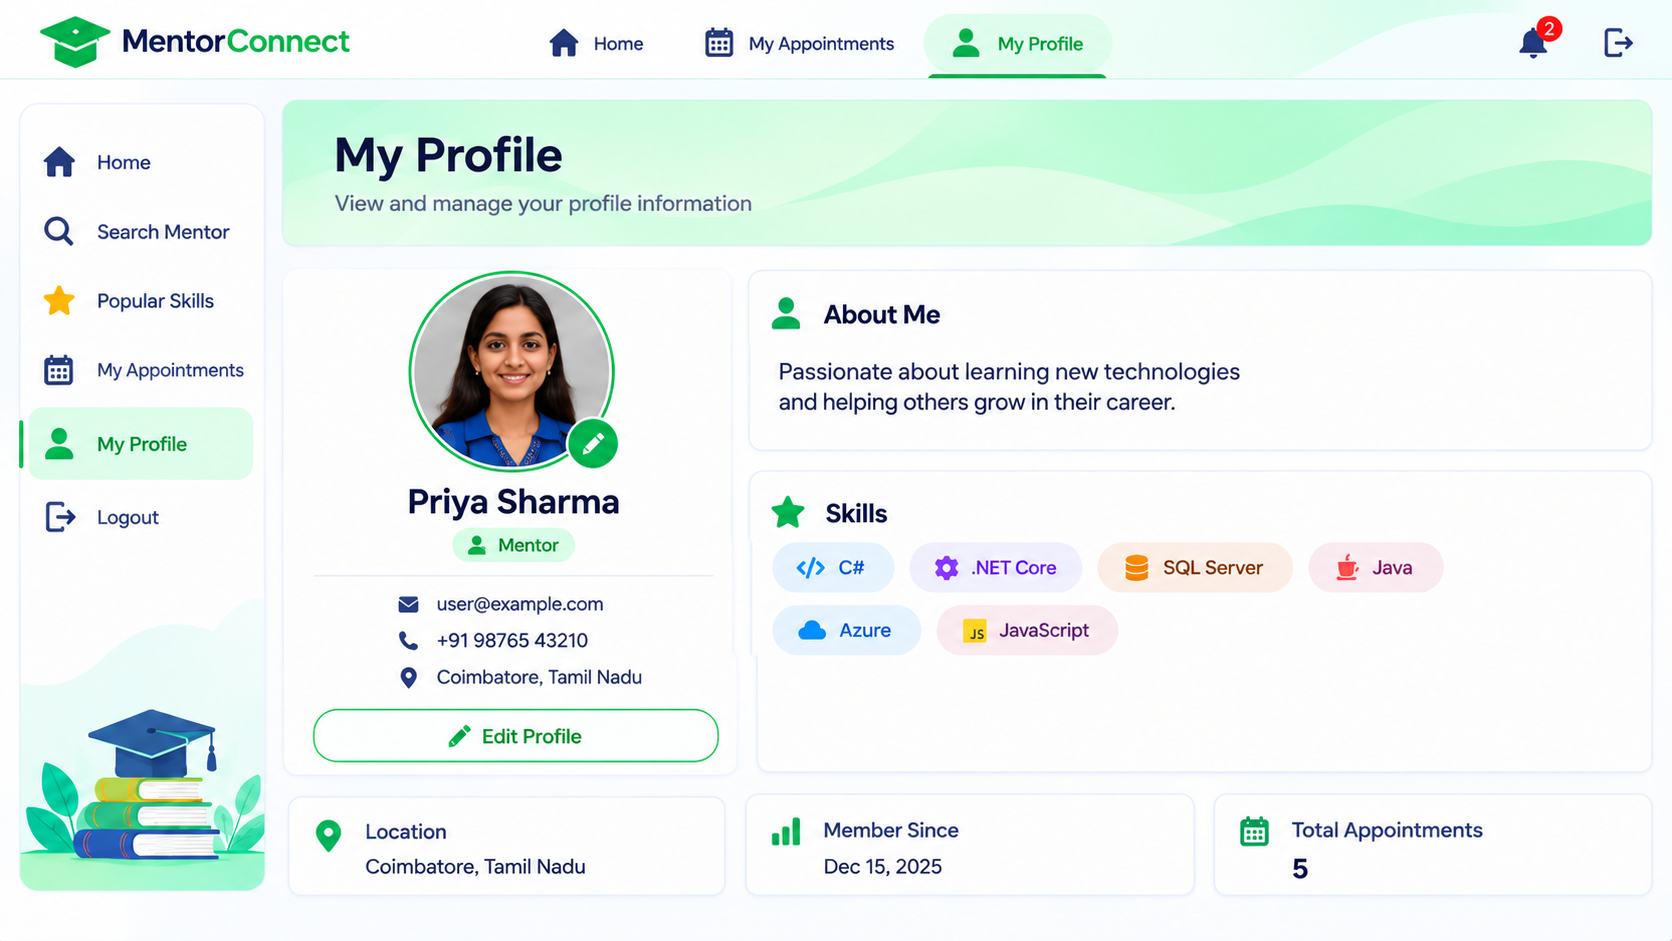 MentorConnect
Home
My Appointments
My Profile
2
Home
Search Mentor
Popular Skills
My Appointments
My Profile
Logout
My Profile
View and manage your profile information
Priya Sharma
Mentor
user@example.com
+91 98765 43210
Coimbatore, Tamil Nadu
Edit Profile
About Me
Passionate about learning new technologies
and helping others grow in their career.
Skills
</> C#
.NET Core
SQL Server
Java
Azure
JS JavaScript
Location
Coimbatore, Tamil Nadu
Member Since
Dec 15, 2025
Total Appointments
5